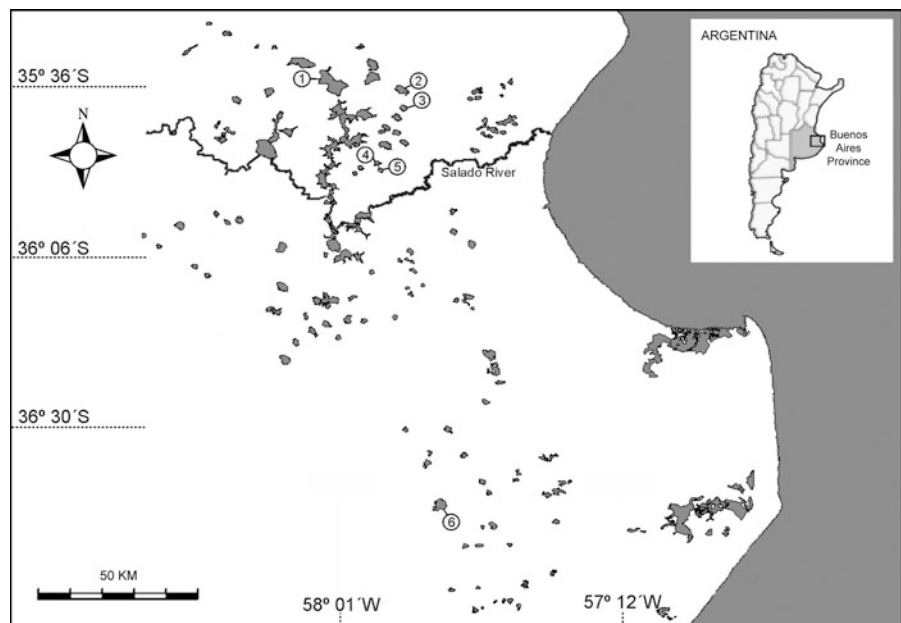 ARGENTINA
Buenos
Aires
Province
35º 36´S
N
1
2
3
4
5
Salado River
36º 06´S
36º 30´S
6
50 KM
58º 01´W
57º 12´W